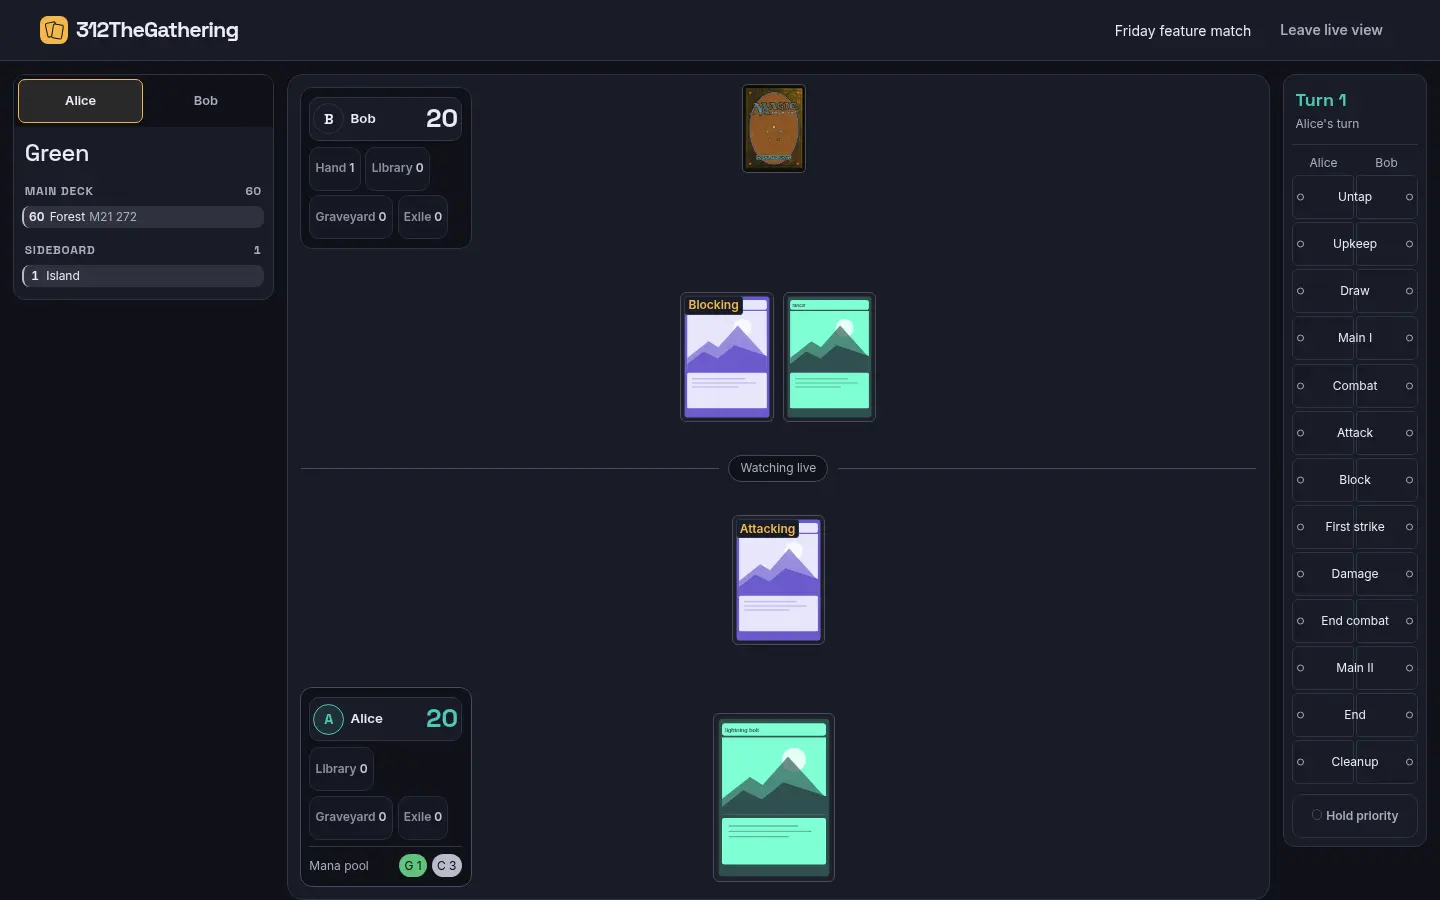 312TheGathering
Friday feature match
Leave live view
Alice
Bob
Green
MAIN DECK 60
60 Forest M21 272
SIDEBOARD 1
1 Island
B Bob 20
Hand 1 Library 0
Graveyard 0 Exile 0
MAGIC
Blocking
rancor
Watching live
Attacking
A Alice 20
Library 0
Graveyard 0 Exile 0
Mana pool G 1 C 3
lightning bolt
Turn 1
Alice's turn
Alice Bob
Untap
Upkeep
Draw
Main I
Combat
Attack
Block
First strike
Damage
End combat
Main II
End
Cleanup
Hold priority